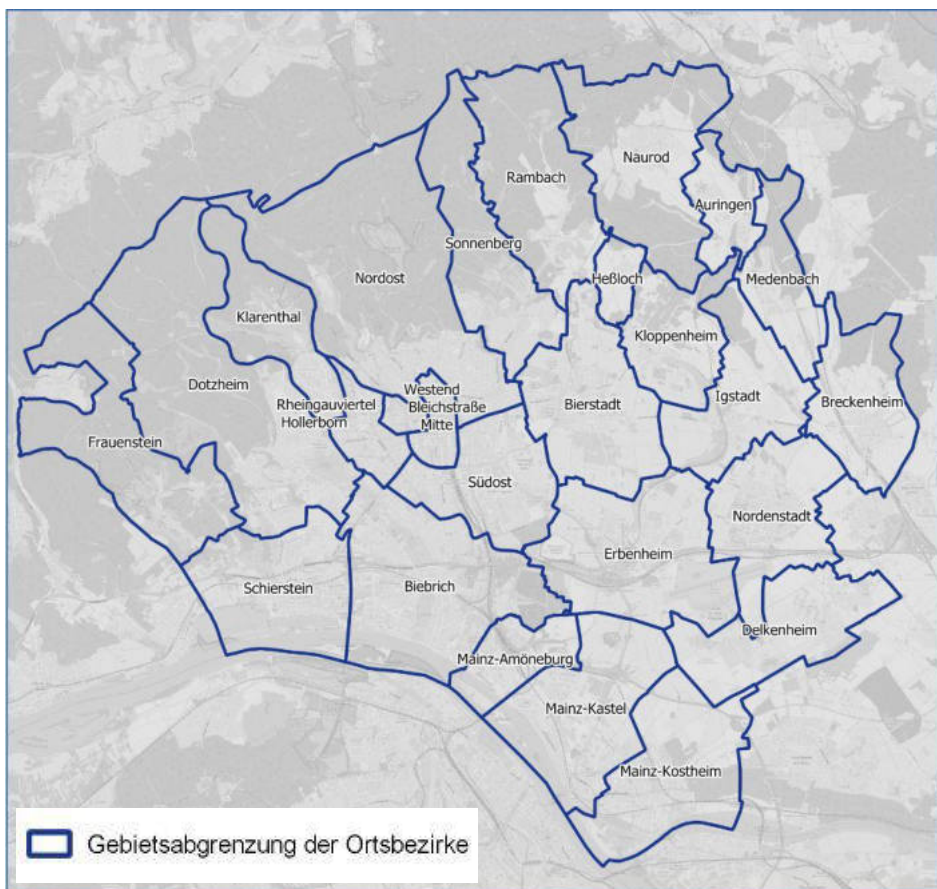 Naurod
Rambach
Auringen
Sonnenberg
Nordost
Heßloch
Medenbach
Klarenthal
Kloppenheim
Dotzheim
Westend
Bleichstraße
Igstadt
Rheingauviertel
Hollerborn
Mitte
Bierstadt
Breckenheim
Frauenstein
Südost
Nordenstadt
Erbenheim
Schierstein
Biebrich
Delkenheim
Mainz-Amöneburg
Mainz-Kastel
Mainz-Kostheim
Gebietsabgrenzung der Ortsbezirke